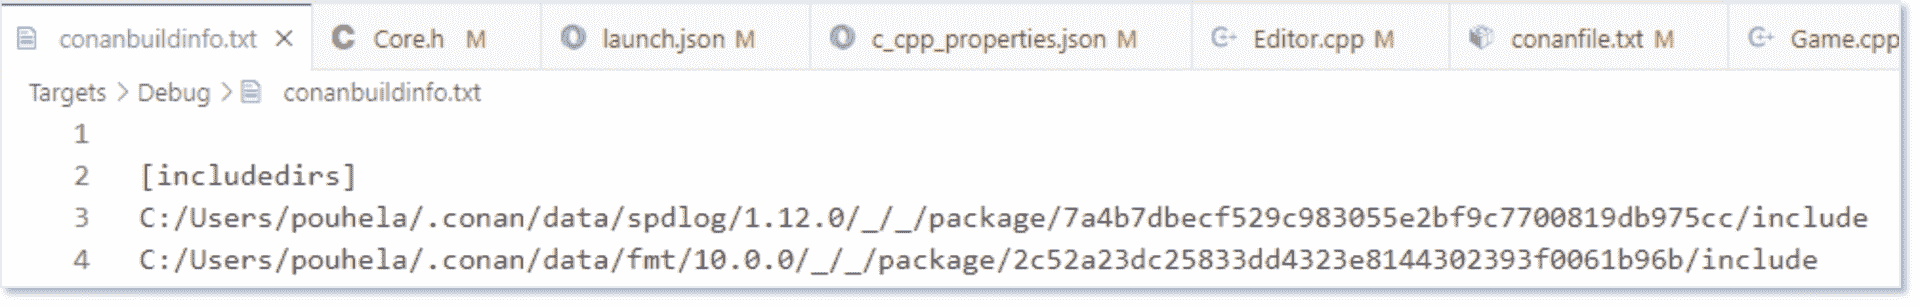 conanbuildinfo.txt Core.h M launch.json M c_cpp_properties.json M Editor.cpp M conanfile.txt M Game.cpp
Targets > Debug > conanbuildinfo.txt
1
2 [includedirs]
3 C:/Users/pouhela/.conan/data/spdlog/1.12.0/_/_/package/7a4b7dbecf529c983055e2bf9c7700819db975cc/include
4 C:/Users/pouhela/.conan/data/fmt/10.0.0/_/_/package/2c52a23dc25833dd4323e8144302393f0061b96b/include